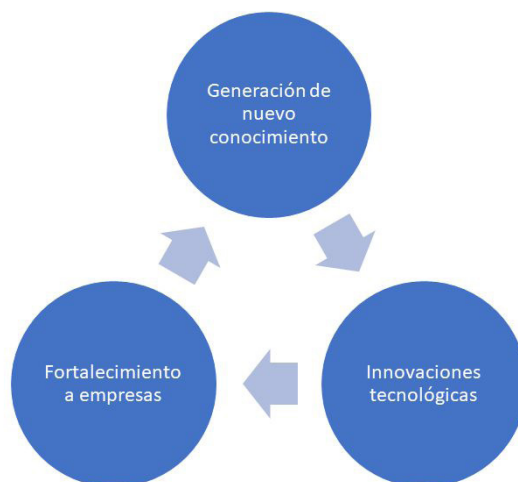 Generación de
nuevo
conocimiento
Fortalecimiento
a empresas
Innovaciones
tecnológicas